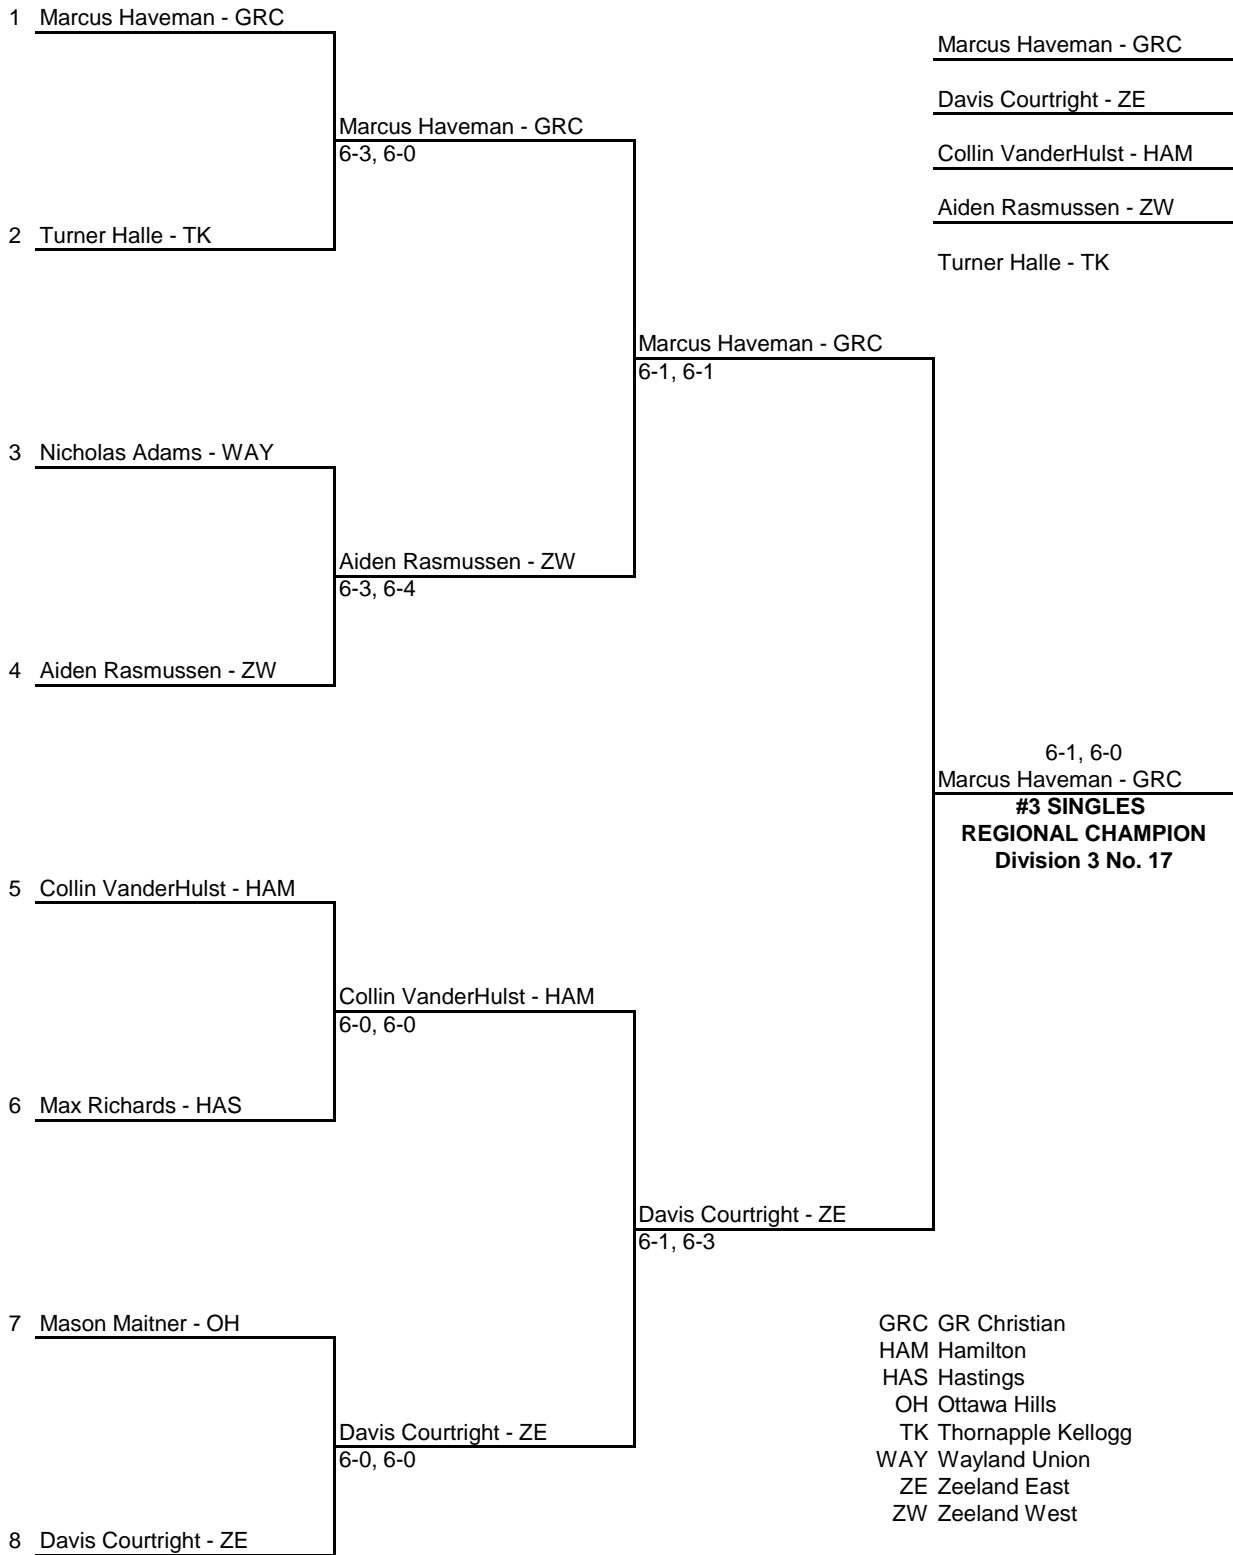 1 Marcus Haveman - GRC
Marcus Haveman - GRC
Davis Courtright - ZE
Marcus Haveman - GRC
6-3, 6-0
Collin VanderHulst - HAM
Aiden Rasmussen - ZW
2 Turner Halle - TK
Turner Halle - TK
Marcus Haveman - GRC
6-1, 6-1
3 Nicholas Adams - WAY
Aiden Rasmussen - ZW
6-3, 6-4
4 Aiden Rasmussen - ZW
6-1, 6-0
Marcus Haveman - GRC
#3 SINGLES
REGIONAL CHAMPION
Division 3 No. 17
5 Collin VanderHulst - HAM
Collin VanderHulst - HAM
6-0, 6-0
6 Max Richards - HAS
Davis Courtright - ZE
6-1, 6-3
7 Mason Maitner - OH
GRC GR Christian
HAM Hamilton
HAS Hastings
OH Ottawa Hills
TK Thornapple Kellogg
Davis Courtright - ZE
6-0, 6-0
WAY Wayland Union
ZE Zeeland East
ZW Zeeland West
8 Davis Courtright - ZE